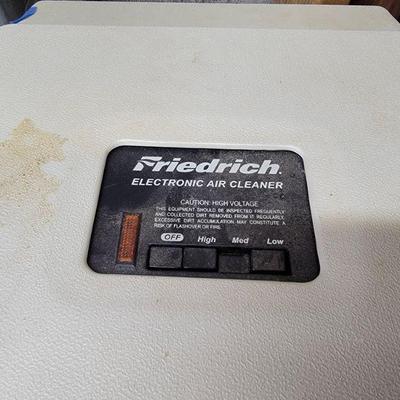 Friedrich.
ELECTRONIC AIR CLEANER
CAUTION: HIGH VOLTAGE
THIS EQUIPMENT SHOULD BE INSPECTED FREQUENTLY
AND COLLECTED DIRT REMOVED FROM IT REGULARLY.
EXCESSIVE DIRT ACCUMULATION MAY CONSTITUTE A
RISK OF FLASHOVER OR FIRE.
OFF High Med Low